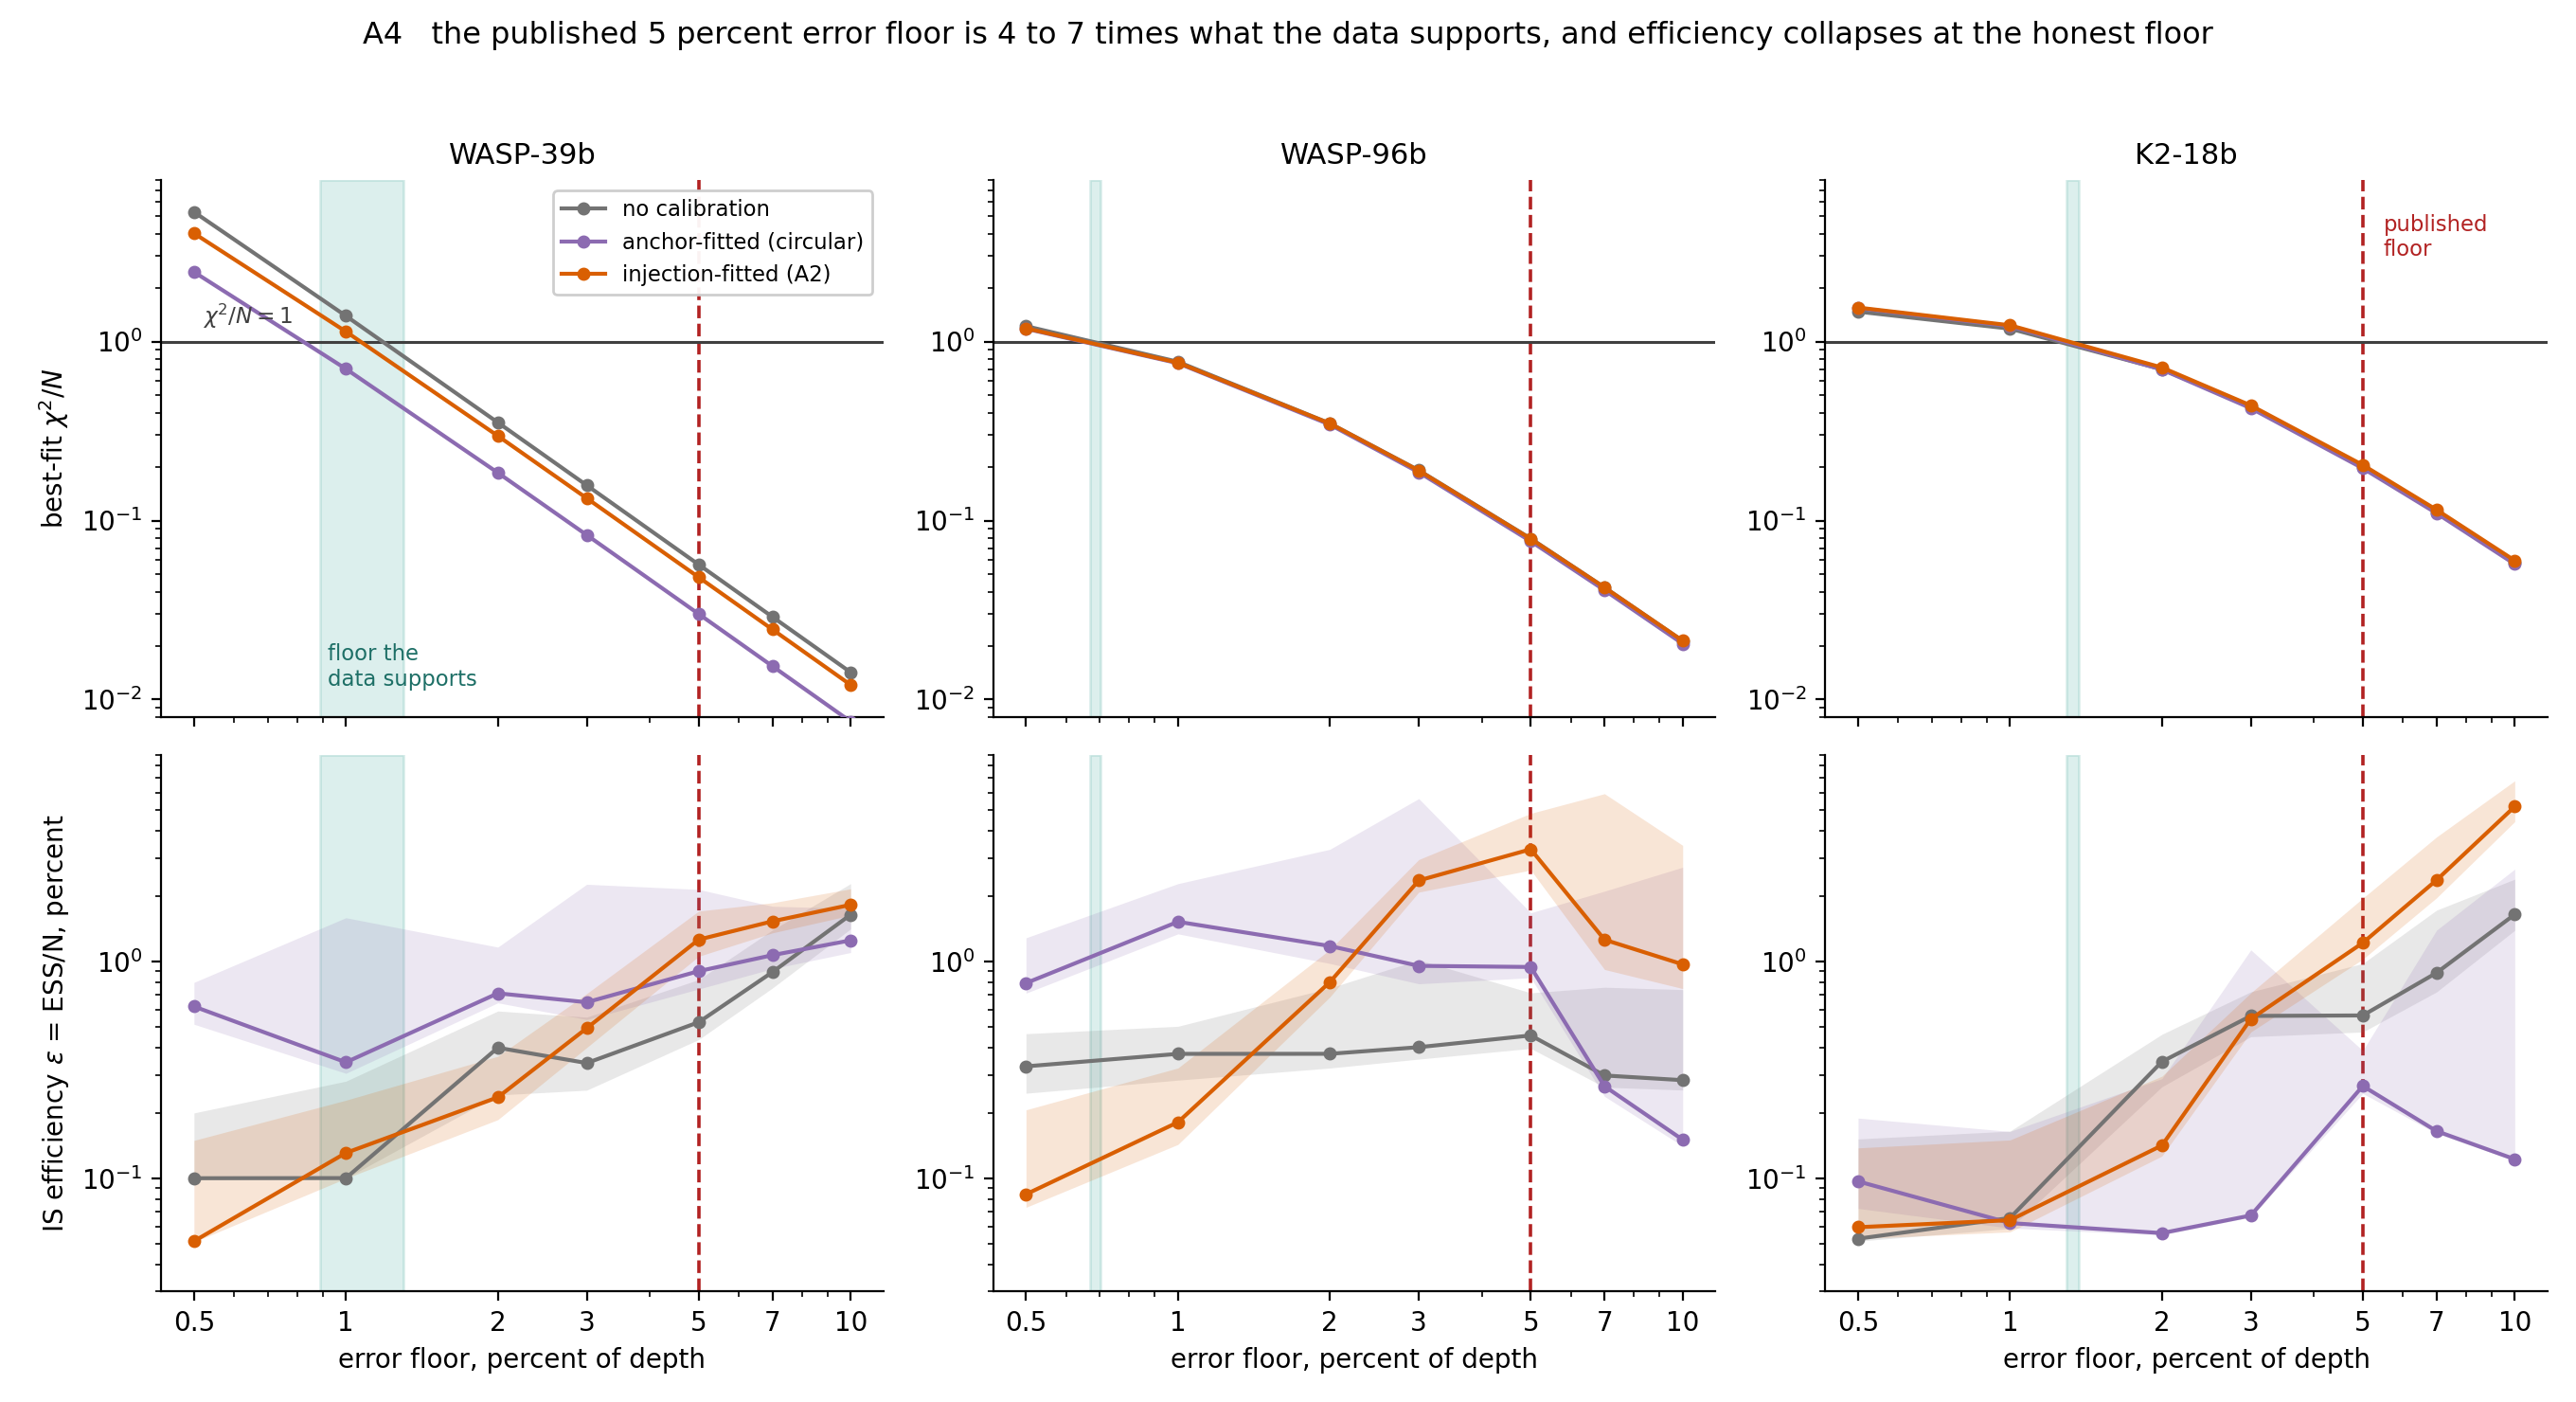 A4 the published 5 percent error floor is 4 to 7 times what the data supports, and efficiency collapses at the honest floor
WASP-39b
WASP-96b
K2-18b
no calibration
anchor-fitted (circular)
injection-fitted (A2)
χ²/N = 1
floor the
data supports
published
floor
best-fit χ²/N
10⁰
10⁻¹
10⁻²
10⁰
10⁻¹
10⁻²
10⁰
10⁻¹
10⁻²
IS efficiency ε = ESS/N, percent
10⁰
10⁻¹
10⁰
10⁻¹
10⁰
10⁻¹
0.5 1 2 3 5 7 10
0.5 1 2 3 5 7 10
0.5 1 2 3 5 7 10
error floor, percent of depth
error floor, percent of depth
error floor, percent of depth